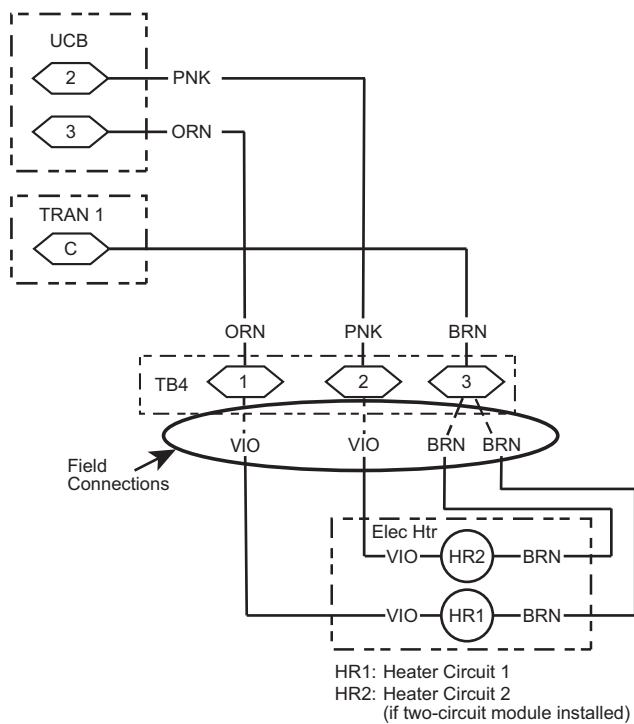 UCB
2
PNK
3
ORN
TRAN 1
C
ORN
PNK
BRN
TB4
1
2
3
VIO
VIO
BRN
BRN
Field
Connections
Elec Htr
VIO
HR2
BRN
VIO
HR1
BRN
HR1: Heater Circuit 1
HR2: Heater Circuit 2
(if two-circuit module installed)